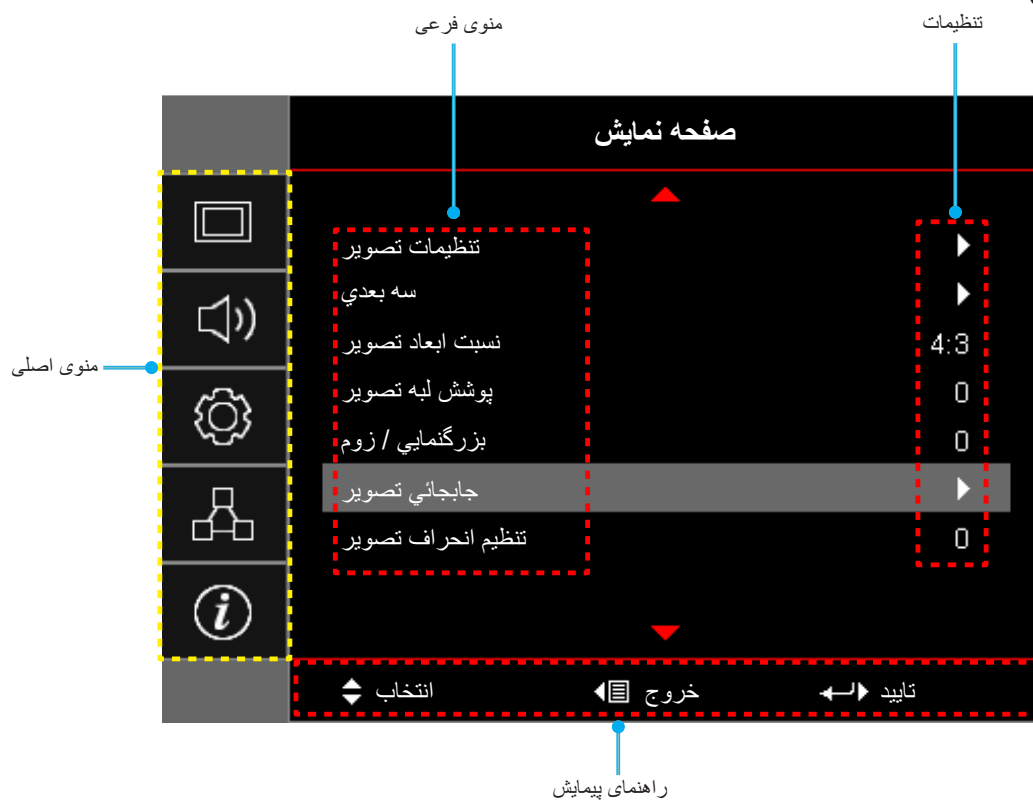 منوی فرعی
تنظیمات
صفحه نمایش
تنظیمات تصویر
سه بعدي
نسبت ابعاد تصویر 4:3
پوشش لبه تصویر 0
بزرگنمايي / زوم 0
جابجائي تصویر
تنظیم انحراف تصویر 0
منوی اصلی
انتخاب
خروج
تایید
راهنمای پیمایش